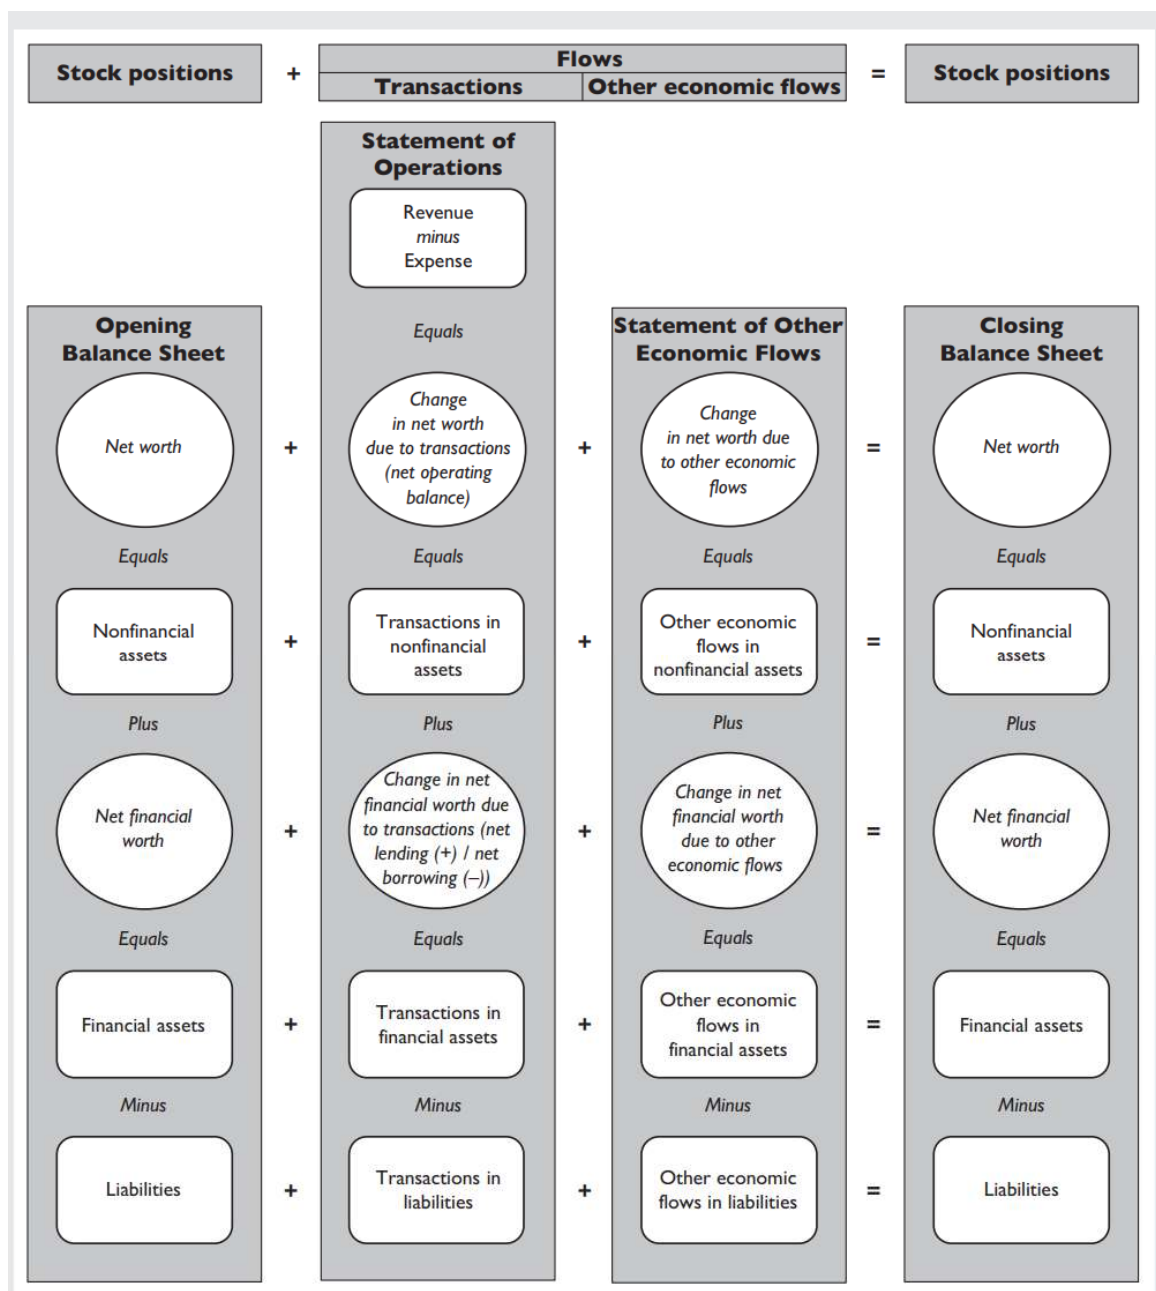 Stock positions
+
Flows
Transactions
Other economic flows
=
Stock positions
Statement of
Operations
Revenue
minus
Expense
Opening
Balance Sheet
Equals
Statement of Other
Economic Flows
Closing
Balance Sheet
Net worth
+
Change
in net worth
due to transactions
(net operating
balance)
+
Change
in net worth due
to other economic
flows
=
Net worth
Equals
Equals
Equals
Equals
Nonfinancial
assets
+
Transactions in
nonfinancial
assets
+
Other economic
flows in
nonfinancial assets
=
Nonfinancial
assets
Plus
Plus
Plus
Plus
Net financial
worth
+
Change in net
financial worth due
to transactions (net
lending (+) / net
borrowing (–))
+
Change in net
financial worth
due to other
economic flows
=
Net financial
worth
Equals
Equals
Equals
Equals
Financial assets
+
Transactions in
financial assets
+
Other economic
flows in
financial assets
=
Financial assets
Minus
Minus
Minus
Minus
Liabilities
+
Transactions in
liabilities
+
Other economic
flows in liabilities
=
Liabilities